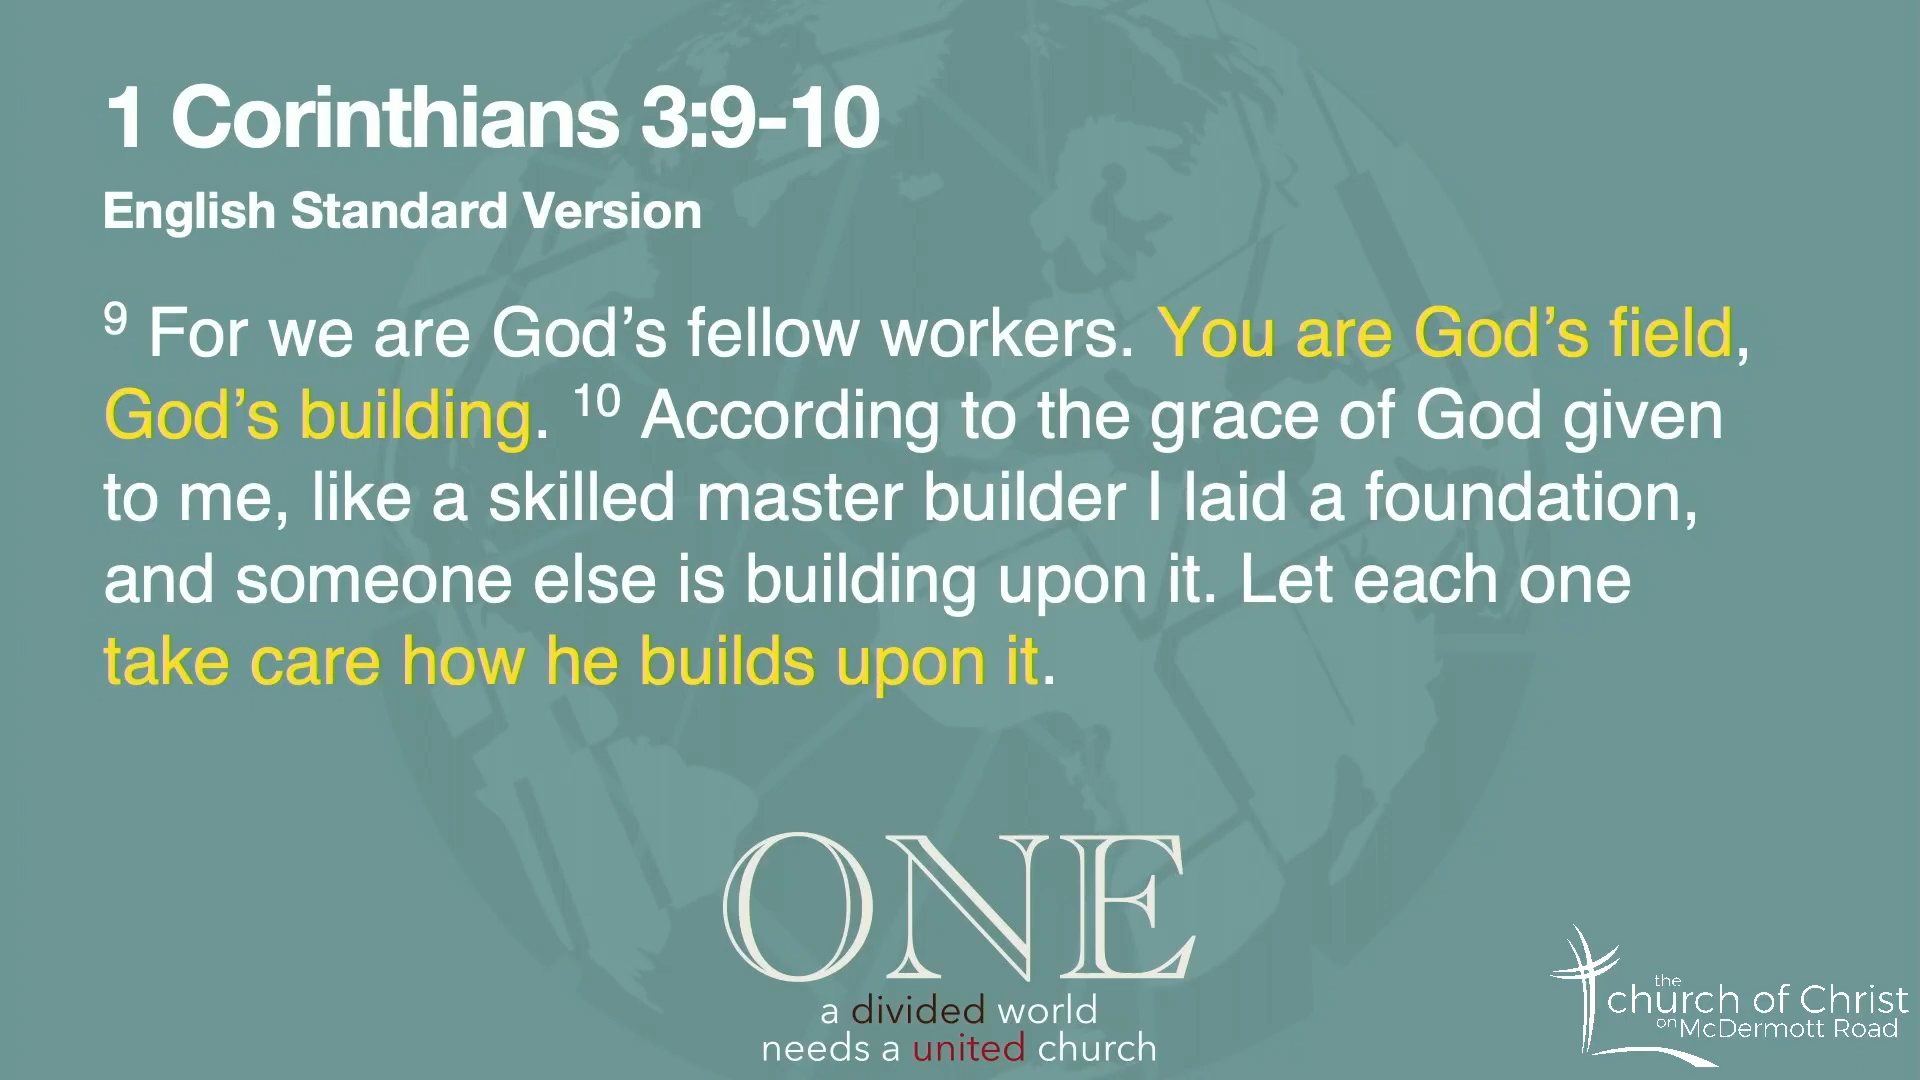 1 Corinthians 3:9-10
English Standard Version
9 For we are God’s fellow workers. You are God’s field,
God’s building. 10 According to the grace of God given
to me, like a skilled master builder I laid a foundation,
and someone else is building upon it. Let each one
take care how he builds upon it.
ONE
a divided world
needs a united church
the
church of Christ
on McDermott Road